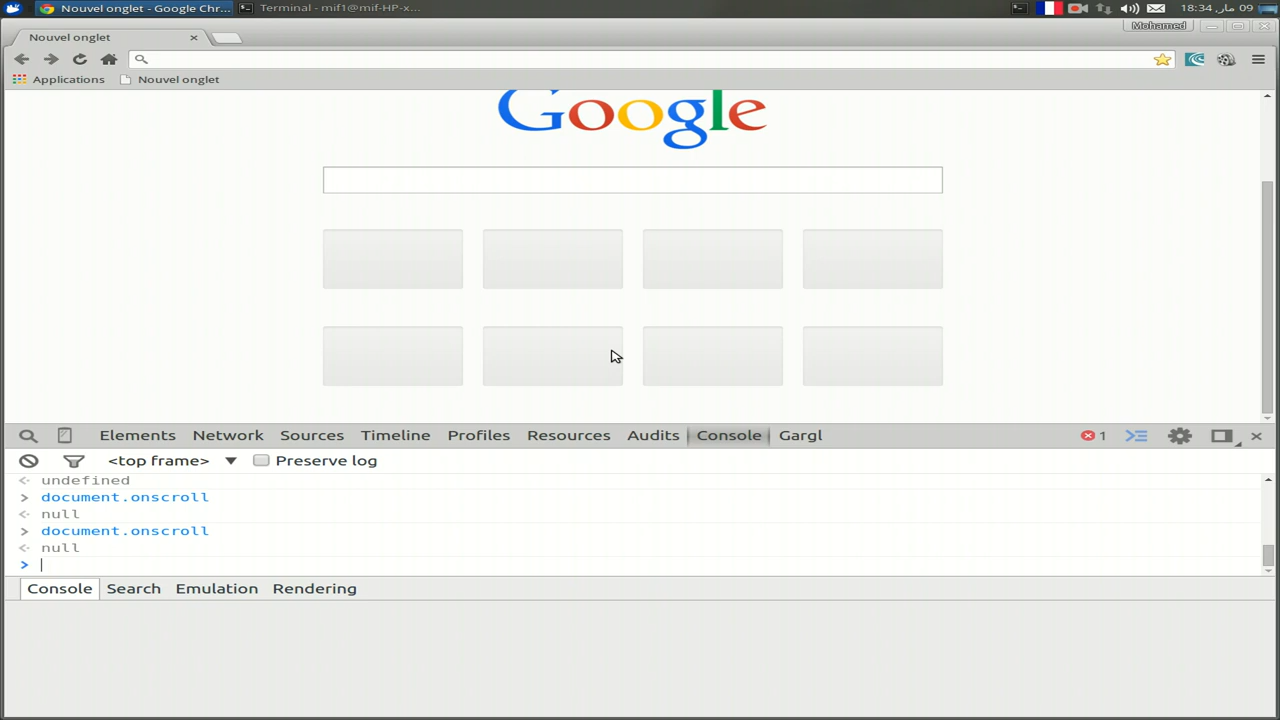 Nouvel onglet - Google Chr...
Terminal - mif1@mif-HP-x...
09 مار, 18:34
Nouvel onglet
Mohamed
Applications
Nouvel onglet
Google
Elements Network Sources Timeline Profiles Resources Audits Console Gargl
1
<top frame> Preserve log
undefined
document.onscroll
null
document.onscroll
null
Console Search Emulation Rendering